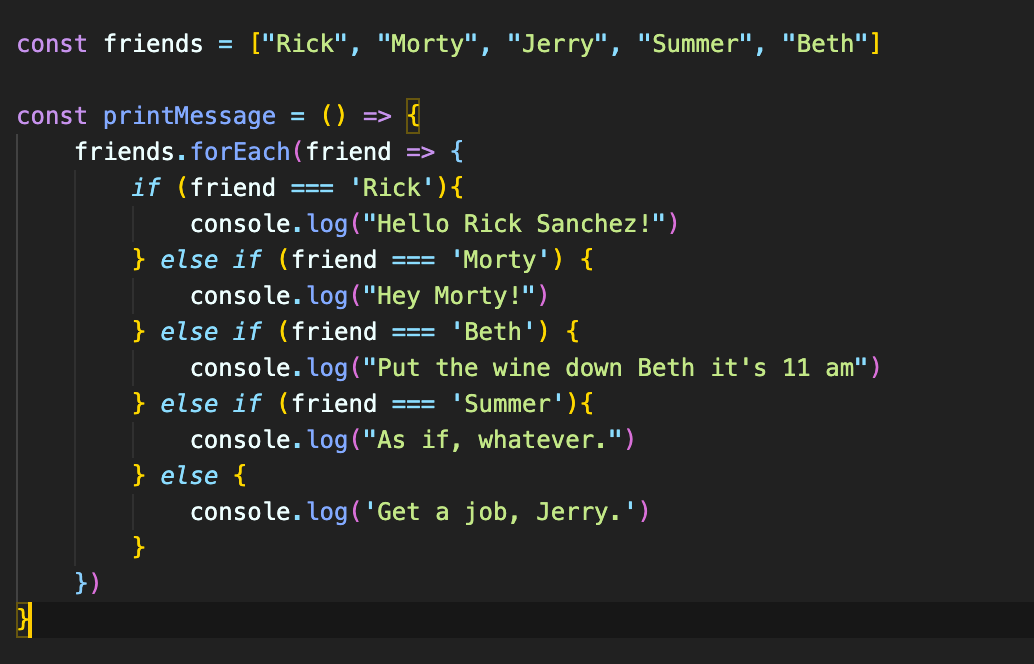 const friends = ["Rick", "Morty", "Jerry", "Summer", "Beth"]

const printMessage = () => {
    friends.forEach(friend => {
        if (friend === 'Rick'){
            console.log("Hello Rick Sanchez!")
        } else if (friend === 'Morty') {
            console.log("Hey Morty!")
        } else if (friend === 'Beth') {
            console.log("Put the wine down Beth it's 11 am")
        } else if (friend === 'Summer'){
            console.log("As if, whatever.")
        } else {
            console.log('Get a job, Jerry.')
        }
    })
}